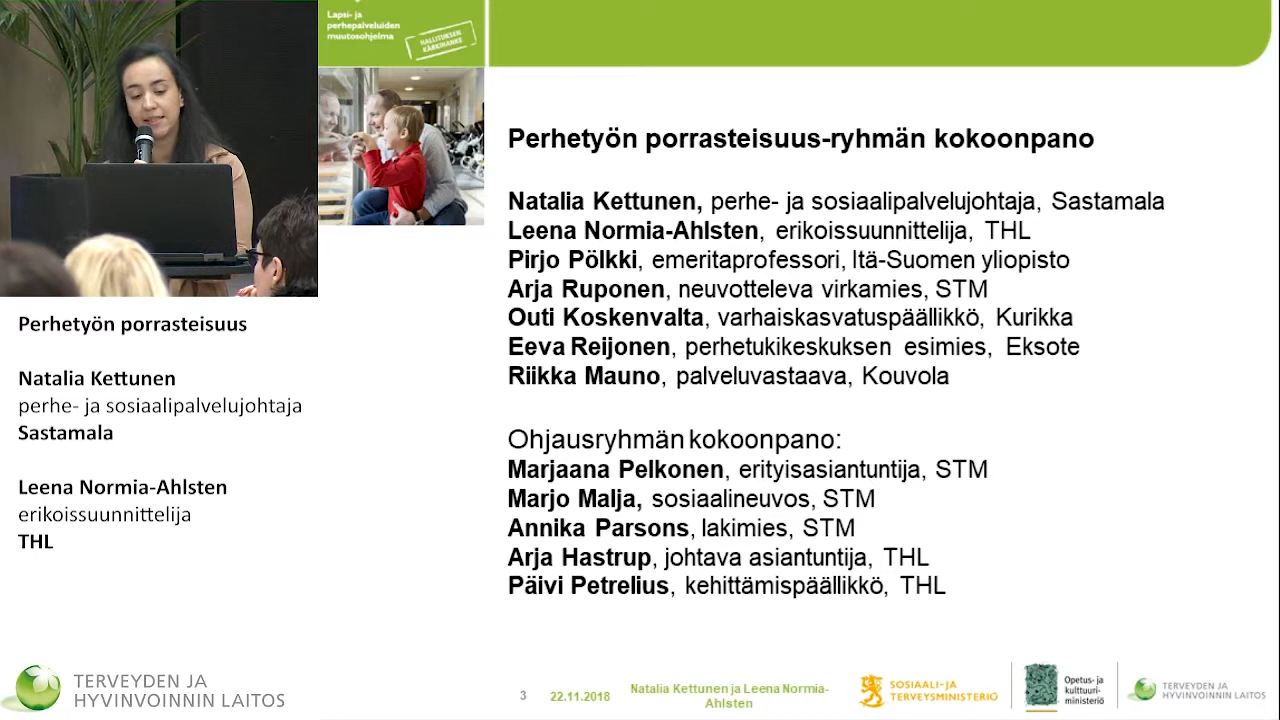 Lapsi- ja
perhepalveluiden
muutosohjelma
HALLITUKSEN
KÄRKIHANKE
Perhetyön porrasteisuus-ryhmän kokoonpano
Natalia Kettunen, perhe- ja sosiaalipalvelujohtaja, Sastamala
Leena Normia-Ahlsten, erikoissuunnittelija, THL
Pirjo Pölkki, emeritaprofessori, Itä-Suomen yliopisto
Arja Ruponen, neuvotteleva virkamies, STM
Outi Koskenvalta, varhaiskasvatuspäällikkö, Kurikka
Eeva Reijonen, perhetukikeskuksen esimies, Eksote
Riikka Mauno, palveluvastaava, Kouvola
Ohjausryhmän kokoonpano:
Marjaana Pelkonen, erityisasiantuntija, STM
Marjo Malja, sosiaalineuvos, STM
Annika Parsons, lakimies, STM
Arja Hastrup, johtava asiantuntija, THL
Päivi Petrelius, kehittämispäällikkö, THL
Perhetyön porrasteisuus
Natalia Kettunen
perhe- ja sosiaalipalvelujohtaja
Sastamala
Leena Normia-Ahlsten
erikoissuunnittelija
THL
TERVEYDEN JA
HYVINVOINNIN LAITOS
3
22.11.2018
Natalia Kettunen ja Leena Normia-
Ahlsten
SOSIAALI- JA
TERVEYSMINISTERIÖ
Opetus- ja
kulttuuri-
ministeriö
TERVEYDEN JA
HYVINVOINNIN LAITOS